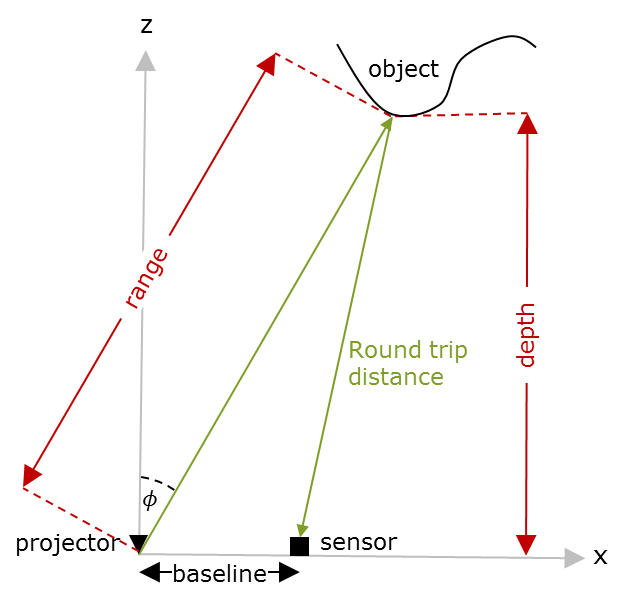 z
object
range
Round trip
distance
depth
ϕ
projector
sensor
x
baseline